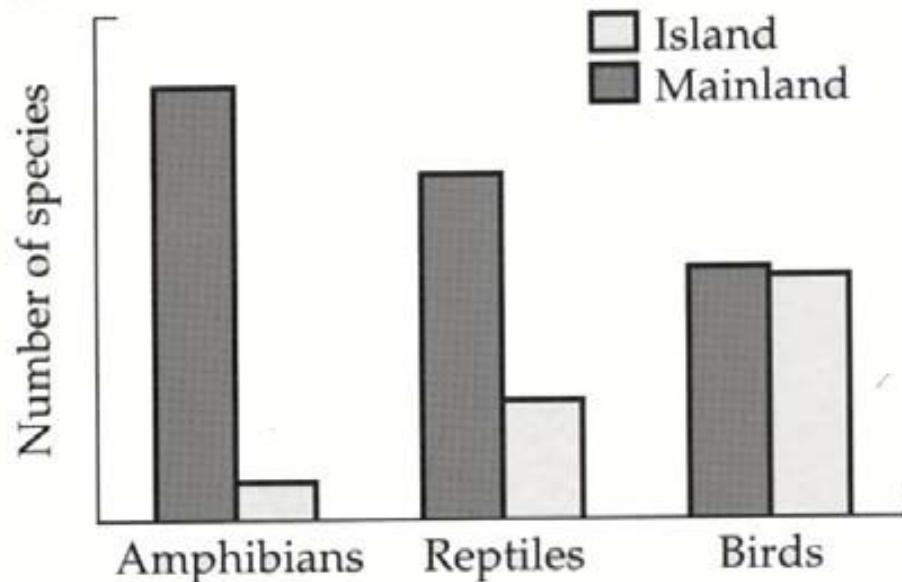 Island
Mainland
Number of species
Amphibians
Reptiles
Birds